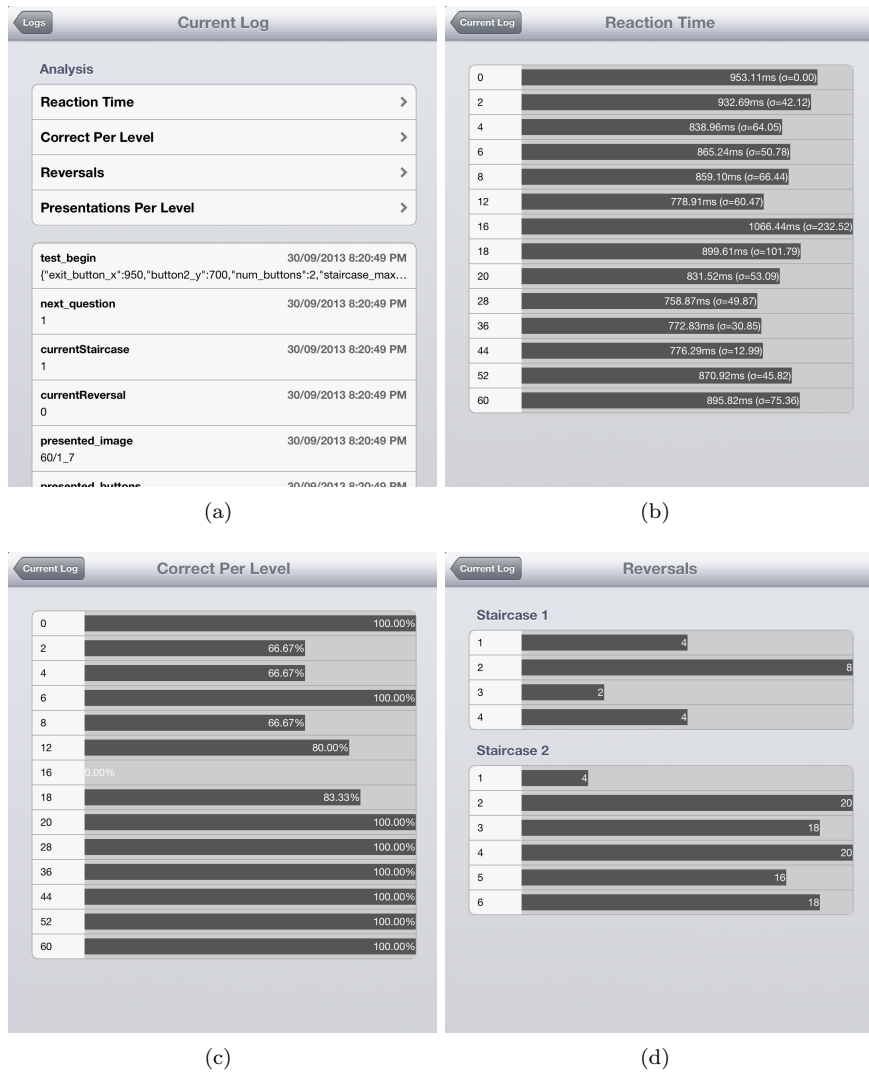 Logs Current Log
Analysis
Reaction Time
Correct Per Level
Reversals
Presentations Per Level
test_begin 30/09/2013 8:20:49 PM
{"exit_button_x":950,"button2_y":700,"num_buttons":2,"staircase_max...
next_question 30/09/2013 8:20:49 PM
1
currentStaircase 30/09/2013 8:20:49 PM
1
currentReversal 30/09/2013 8:20:49 PM
0
presented_image 30/09/2013 8:20:49 PM
60/1_7
presented_buttons 30/09/2013 8:20:49 PM
(a)
Current Log Reaction Time
0 953.11ms (σ=0.00)
2 932.69ms (σ=42.12)
4 838.96ms (σ=64.05)
6 865.24ms (σ=50.78)
8 859.10ms (σ=66.44)
12 778.91ms (σ=60.47)
16 1066.44ms (σ=232.52)
18 899.61ms (σ=101.79)
20 831.52ms (σ=53.09)
28 758.87ms (σ=49.87)
36 772.83ms (σ=30.85)
44 776.29ms (σ=12.99)
52 870.92ms (σ=45.82)
60 895.82ms (σ=75.36)
(b)
Current Log Correct Per Level
0 100.00%
2 66.67%
4 66.67%
6 100.00%
8 66.67%
12 80.00%
16 0.00%
18 83.33%
20 100.00%
28 100.00%
36 100.00%
44 100.00%
52 100.00%
60 100.00%
(c)
Current Log Reversals
Staircase 1
1 4
2 8
3 2
4 4
Staircase 2
1 4
2 20
3 18
4 20
5 16
6 18
(d)